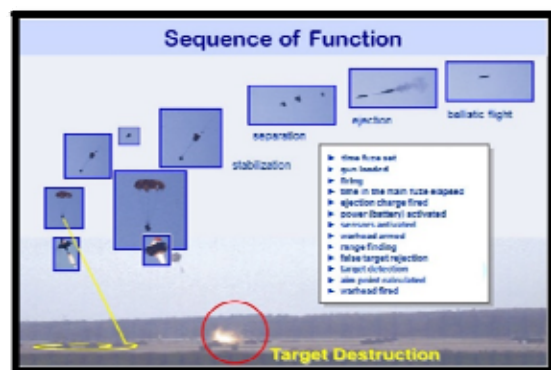 Sequence of Function
ballistic flight
ejection
separation
stabilization
► time fuze set
► gun loaded
► firing
► time in the main fuze elapsed
► ejection charge fired
► power (battery) activated
► sensors activated
► warhead armed
► range finding
► false target rejection
► target detection
► aim point calculated
► warhead fired
Target Destruction